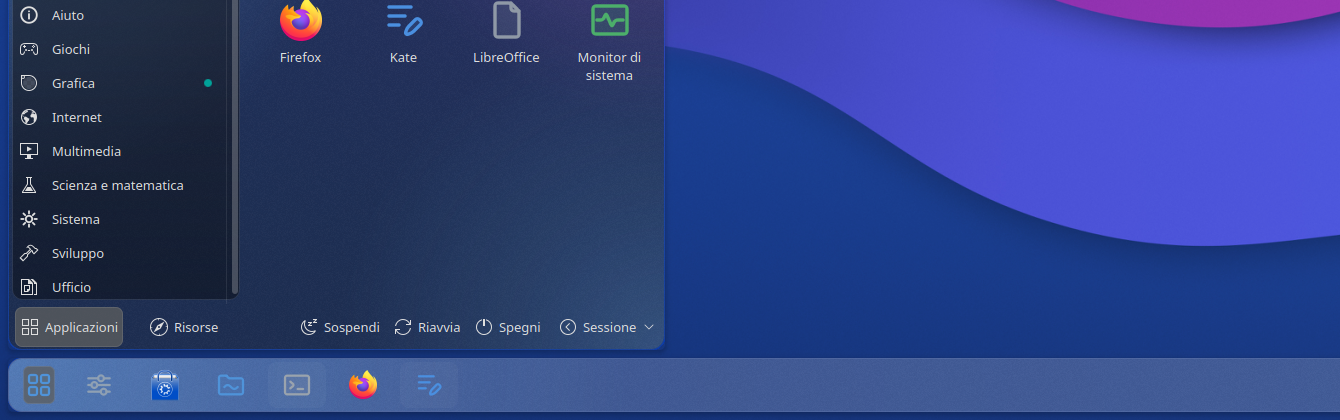 Aiuto
Giochi
Grafica
Internet
Multimedia
Scienza e matematica
Sistema
Sviluppo
Ufficio
Firefox
Kate
LibreOffice
Monitor di
sistema
Applicazioni
Risorse
Sospendi
Riavvia
Spegni
Sessione